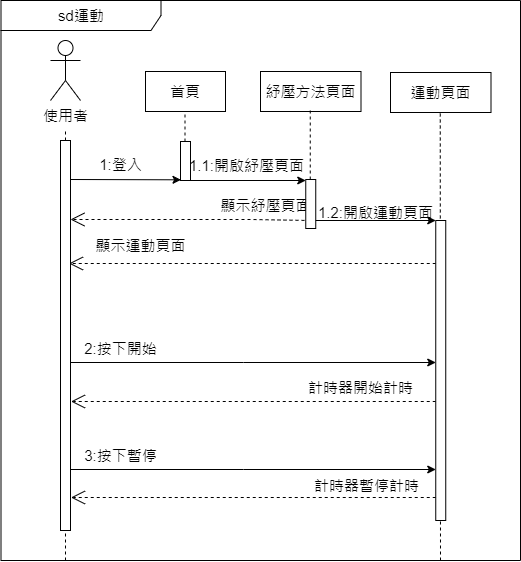 sd運動
使用者
首頁
紓壓方法頁面
運動頁面
1:登入
1.1:開啟紓壓頁面
顯示紓壓頁面
1.2:開啟運動頁面
顯示運動頁面
2:按下開始
計時器開始計時
3:按下暫停
計時器暫停計時